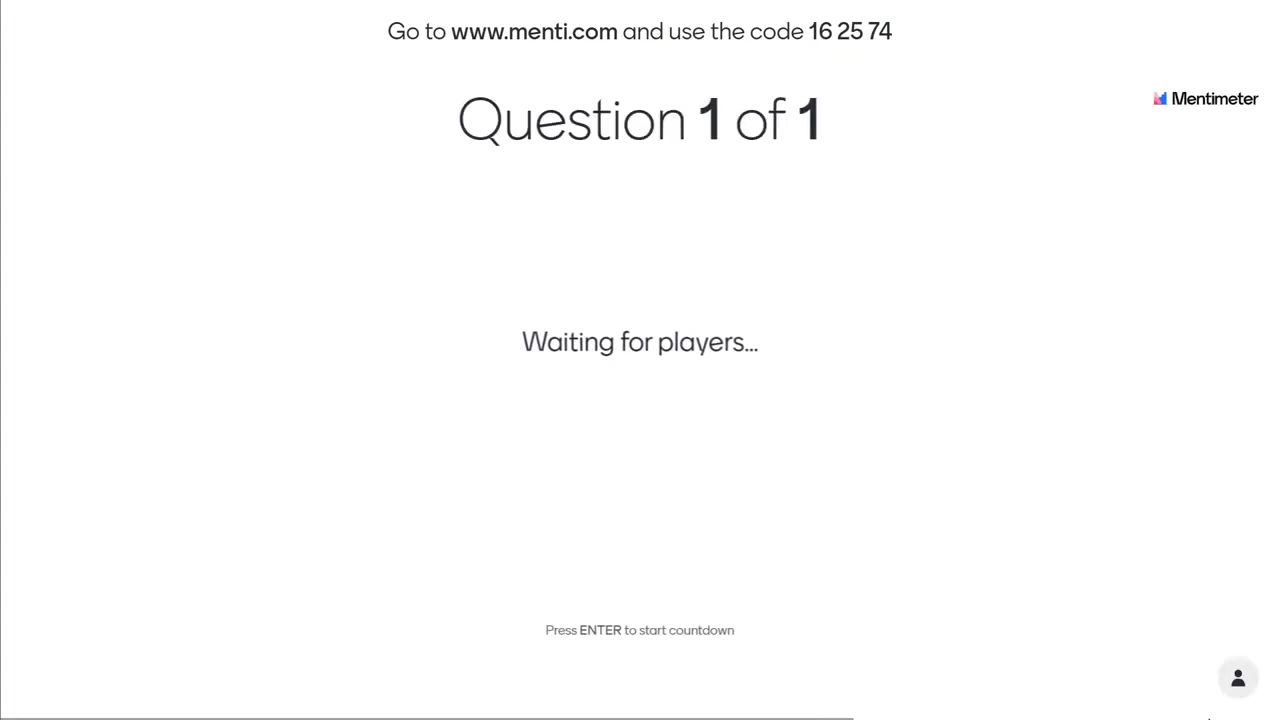 Go to www.menti.com and use the code 16 25 74
Mentimeter
Question 1 of 1
Waiting for players...
Press ENTER to start countdown